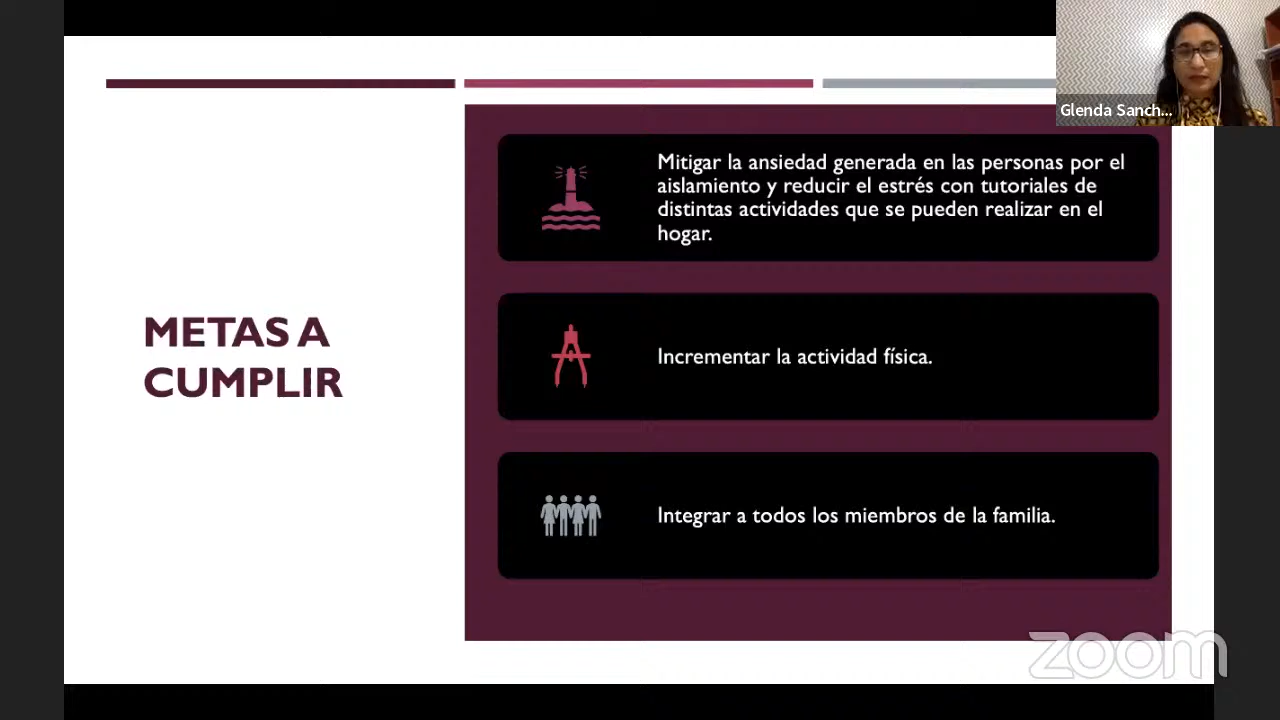 Glenda Sanch...
METAS A
CUMPLIR
Mitigar la ansiedad generada en las personas por el
aislamiento y reducir el estrés con tutoriales de
distintas actividades que se pueden realizar en el
hogar.
Incrementar la actividad física.
Integrar a todos los miembros de la familia.
zoom